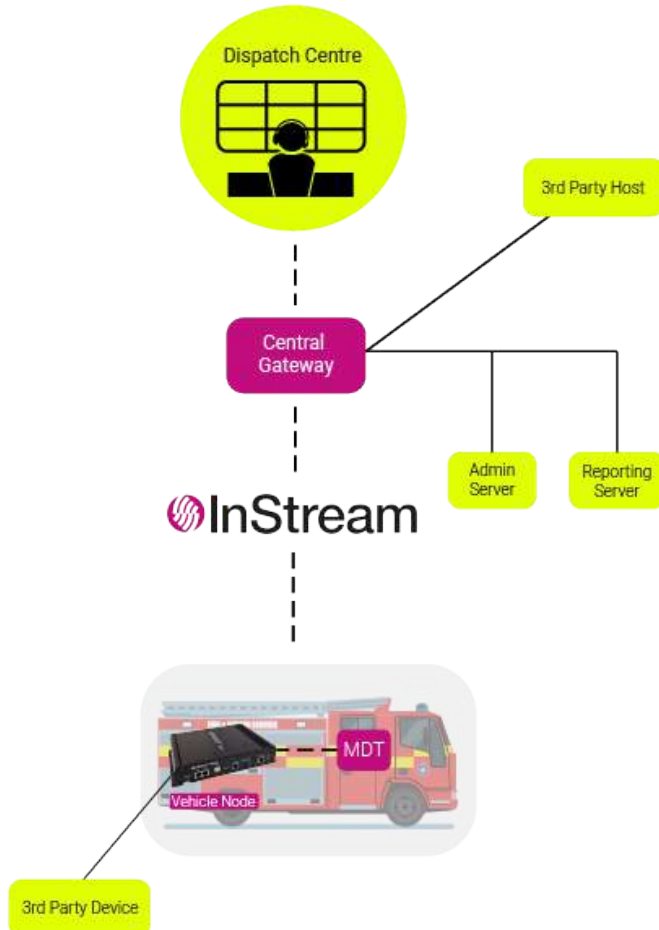 Dispatch Centre
3rd Party Host
Central
Gateway
Admin
Server
Reporting
Server
InStream
MDT
Vehicle Node
3rd Party Device